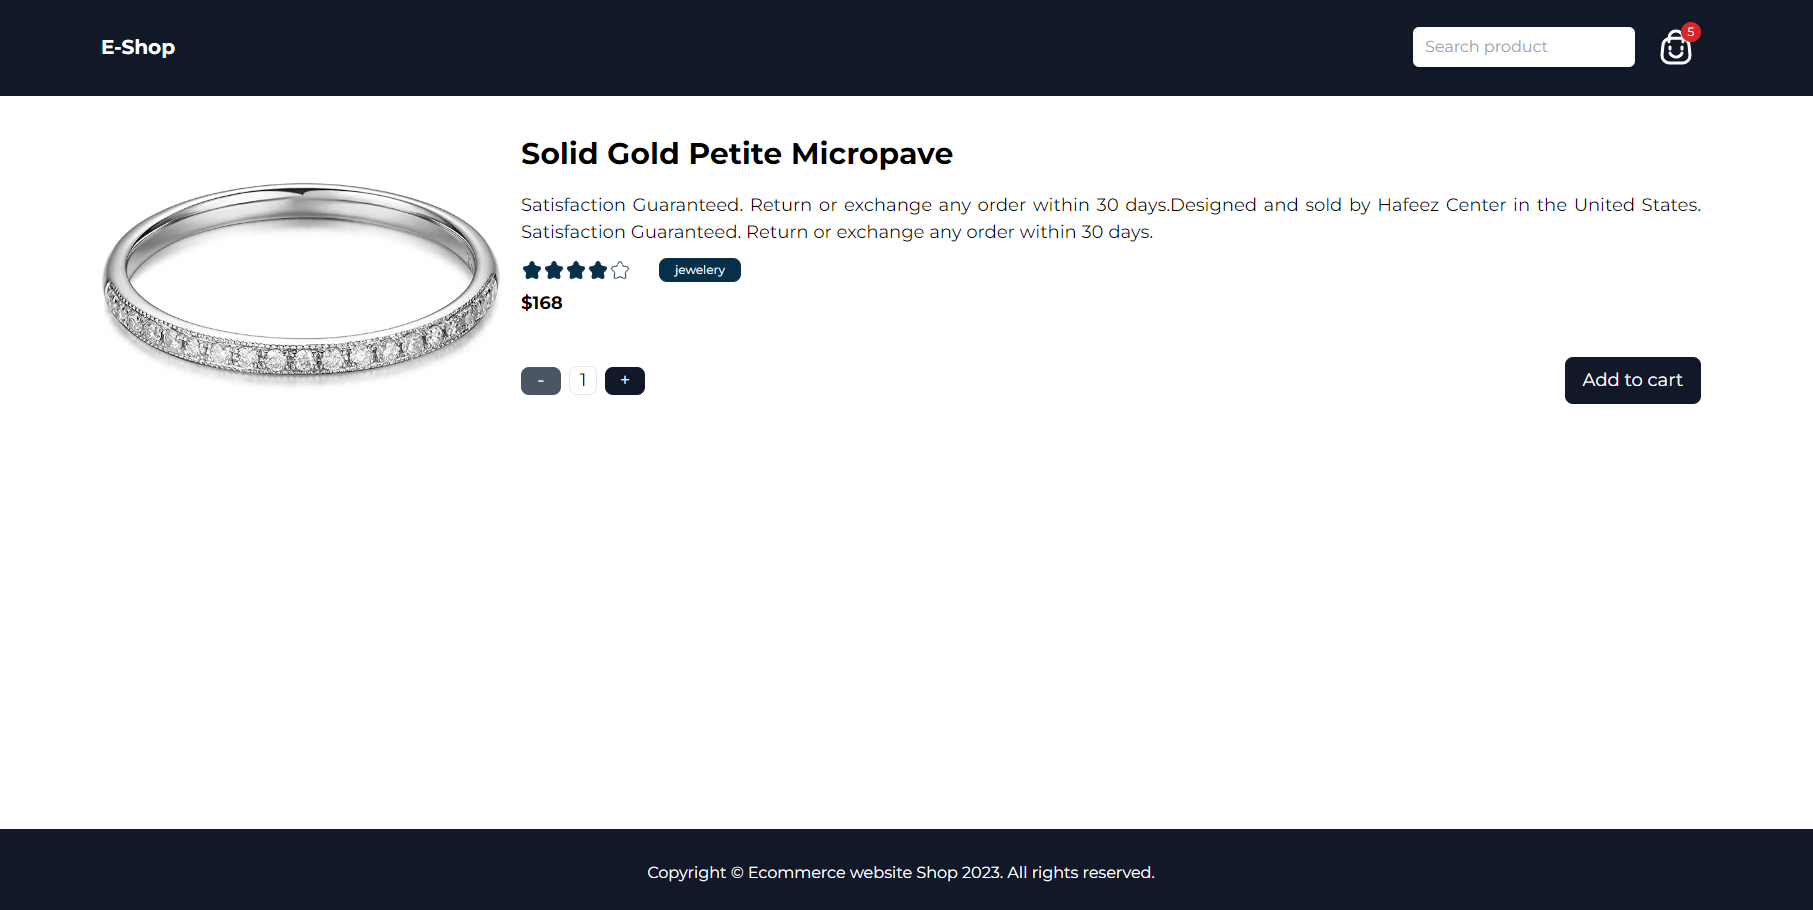 E-Shop
Search product
5
Solid Gold Petite Micropave
Satisfaction Guaranteed. Return or exchange any order within 30 days.Designed and sold by Hafeez Center in the United States.
Satisfaction Guaranteed. Return or exchange any order within 30 days.
jewelery
$168
- 1 +
Add to cart
Copyright © Ecommerce website Shop 2023. All rights reserved.